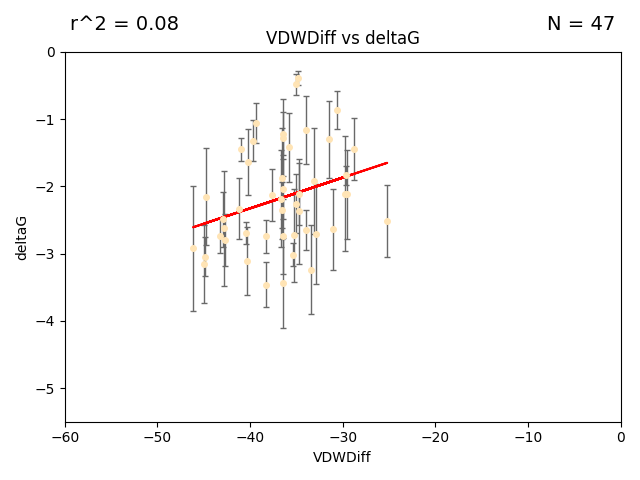 r^2 = 0.08
N = 47
VDWDiff vs deltaG
0
−1
−2
−3
−4
−5
deltaG
−60 −50 −40 −30 −20 −10 0
VDWDiff